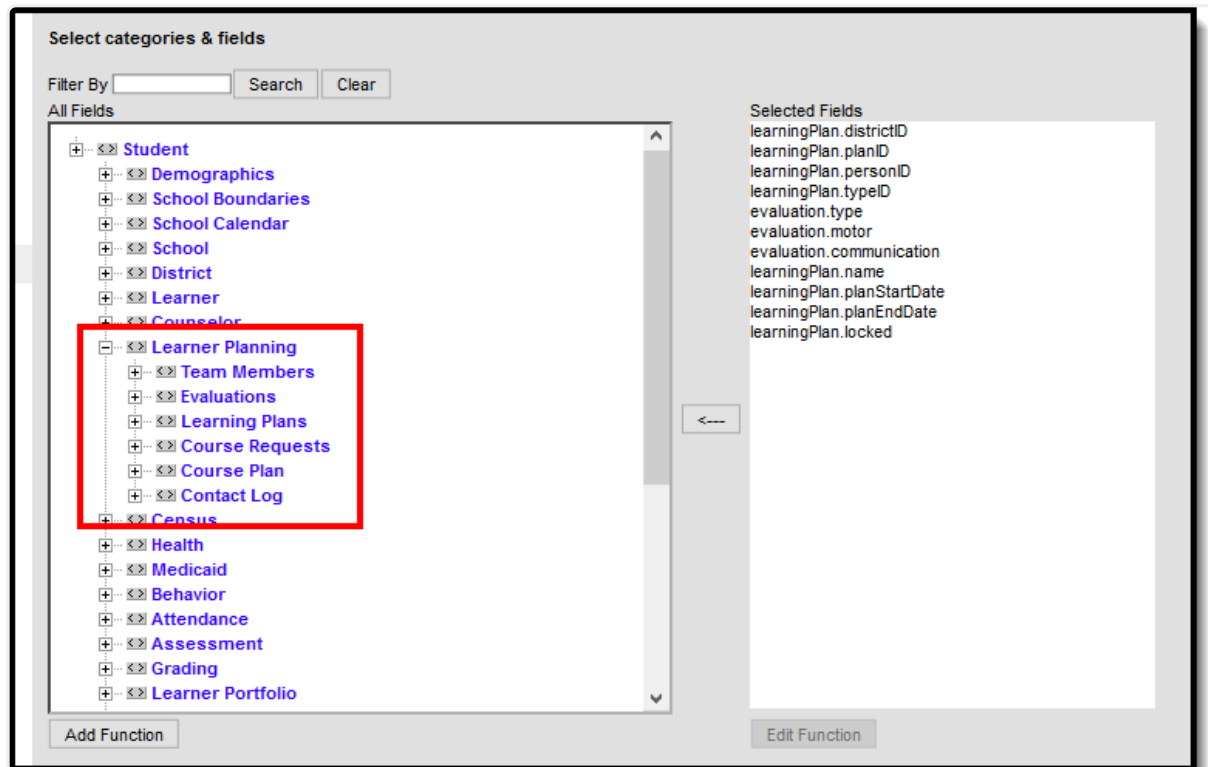 Select categories & fields
Filter By
Search
Clear
All Fields
Student
Demographics
School Boundaries
School Calendar
School
District
Learner
Counselor
Learner Planning
Team Members
Evaluations
Learning Plans
Course Requests
Course Plan
Contact Log
Census
Health
Medicaid
Behavior
Attendance
Assessment
Grading
Learner Portfolio
Add Function
<---
Selected Fields
learningPlan.districtID
learningPlan.planID
learningPlan.personID
learningPlan.typeID
evaluation.type
evaluation.motor
evaluation.communication
learningPlan.name
learningPlan.planStartDate
learningPlan.planEndDate
learningPlan.locked
Edit Function